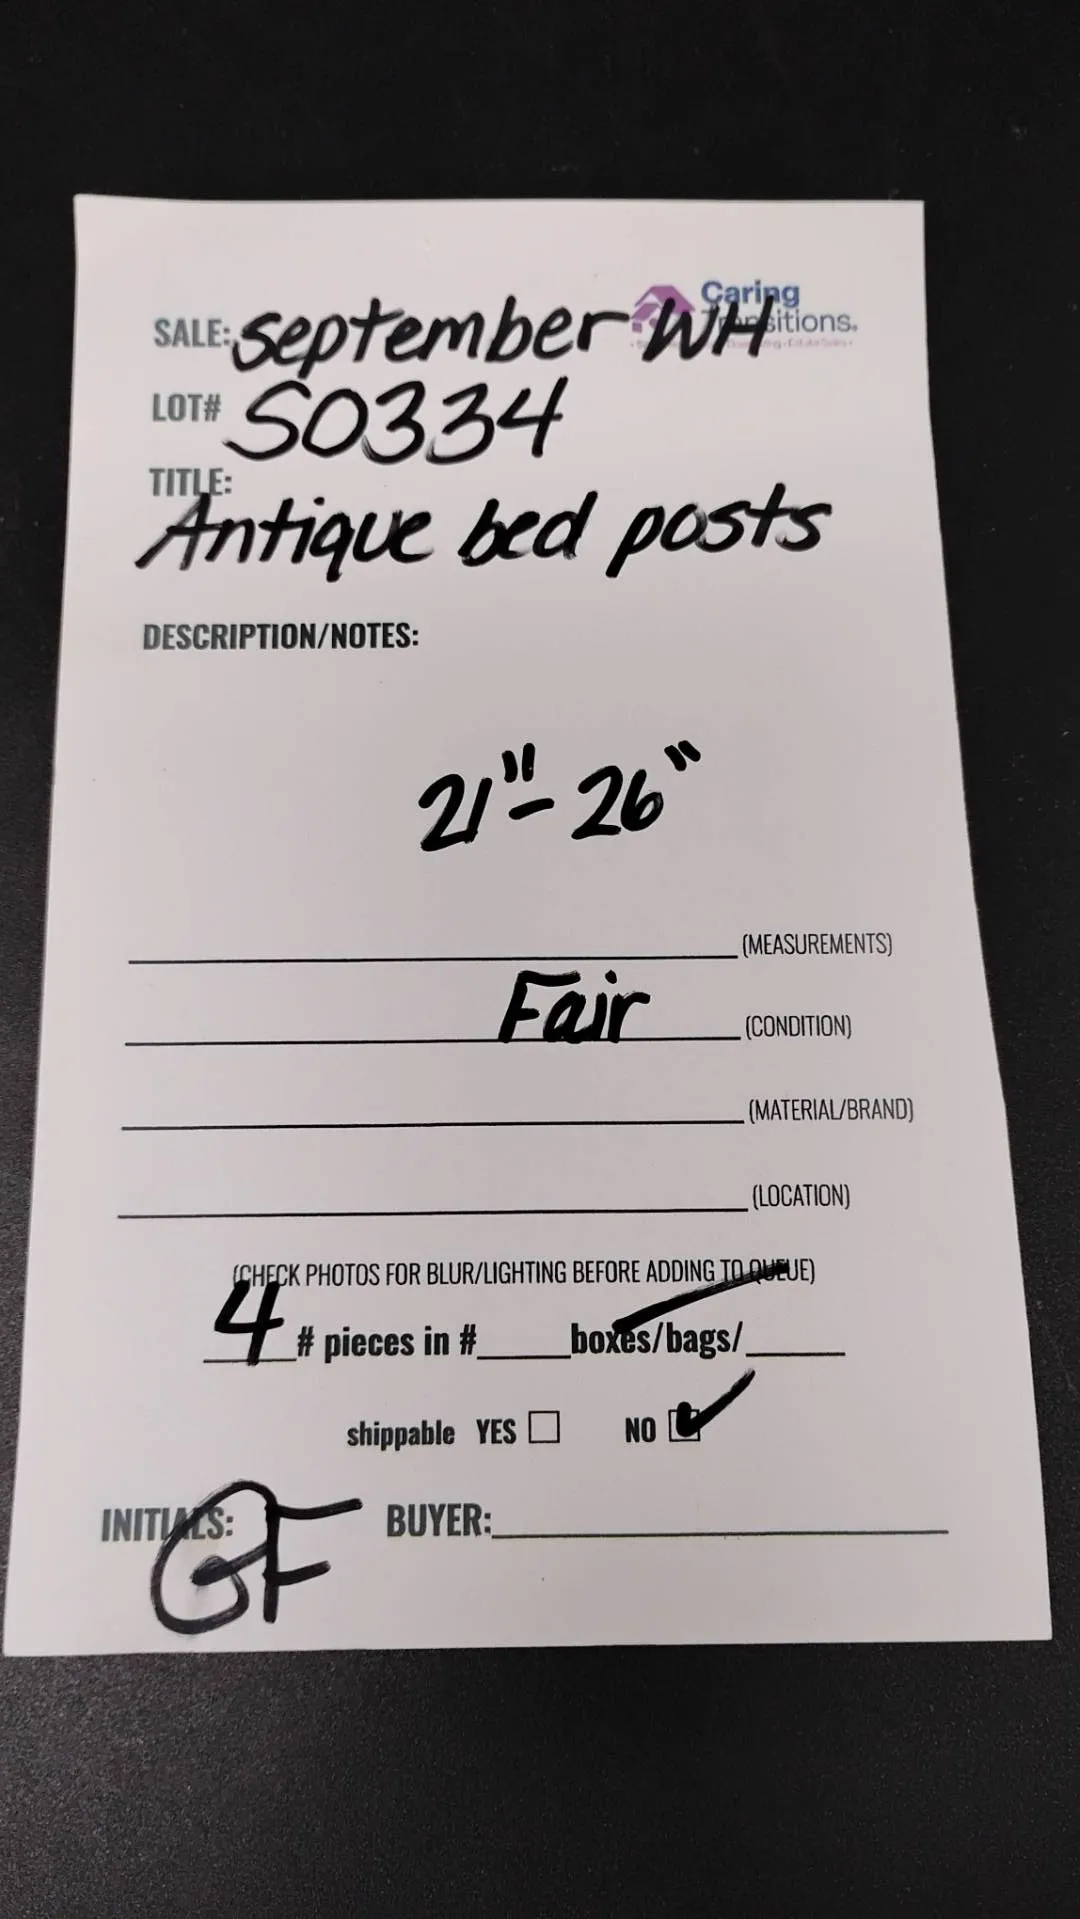 Caring
Transitions.
SALE: September WH
LOT# S0334
TITLE:
Antique bed posts
DESCRIPTION/NOTES:
21" - 26"
(MEASUREMENTS)
Fair (CONDITION)
(MATERIAL/BRAND)
(LOCATION)
(CHECK PHOTOS FOR BLUR/LIGHTING BEFORE ADDING TO QUEUE)
4 # pieces in #____boxes/bags/____
shippable YES NO
INITIALS: GF BUYER: